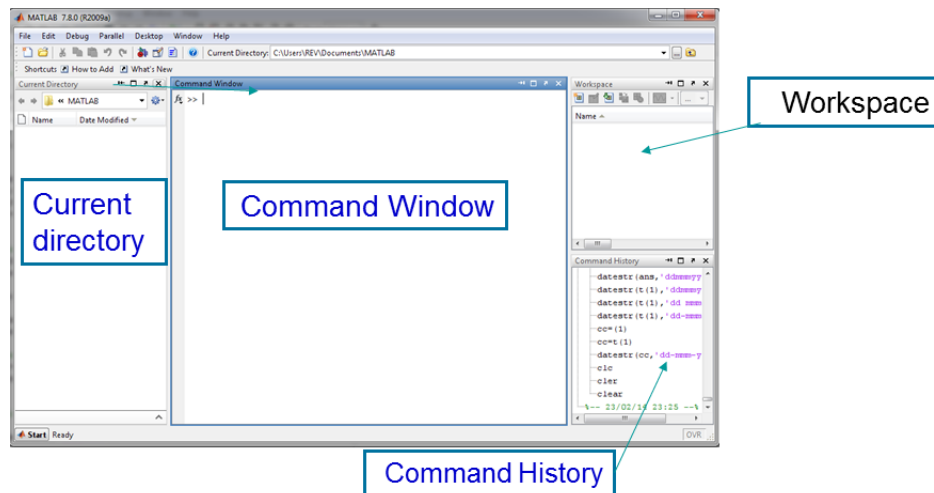 MATLAB 7.8.0 (R2009a)
File Edit Debug Parallel Desktop Window Help
Current Directory: C:\Users\REV\Documents\MATLAB
Shortcuts How to Add What's New
Current Directory
« MATLAB
Name Date Modified
Current
directory
Command Window
fx >>
Command Window
Workspace
Name
Workspace
Command History
datestr(ans,'ddmmmyy
datestr(t(1),'ddmmmy
datestr(t(1),'dd mmm
datestr(t(1),'dd-mmm
cc=(1)
cc=t(1)
datestr(cc,'dd-mmm-y
clc
cler
clear
%-- 23/02/14 23:25 --%
Start Ready
OVR
Command History